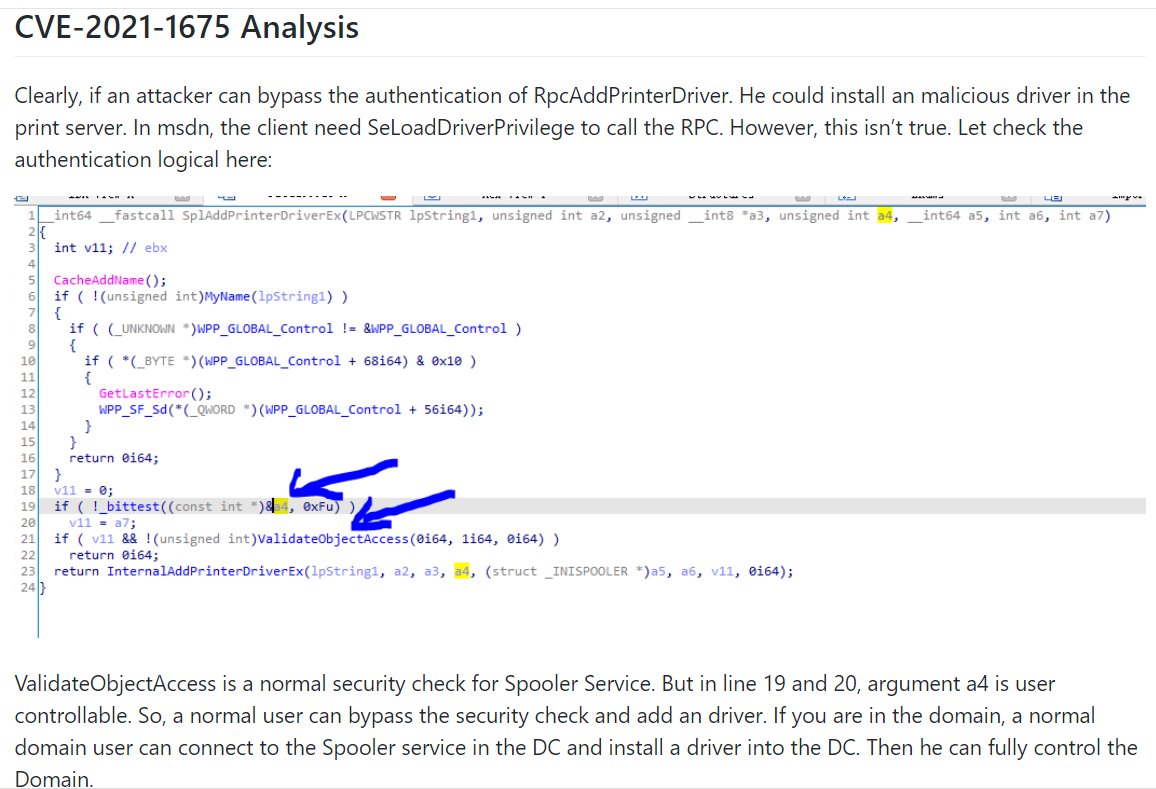 CVE-2021-1675 Analysis
Clearly, if an attacker can bypass the authentication of RpcAddPrinterDriver. He could install an malicious driver in the
print server. In msdn, the client need SeLoadDriverPrivilege to call the RPC. However, this isn’t true. Let check the
authentication logical here:
1 __int64 __fastcall SplAddPrinterDriverEx(LPCWSTR lpString1, unsigned int a2, unsigned __int8 *a3, unsigned int a4, __int64 a5, int a6, int a7)
2 {
3 int v11; // ebx
4
5 CacheAddName();
6 if ( !(unsigned int)MyName(lpString1) )
7 {
8 if ( (_UNKNOWN *)WPP_GLOBAL_Control != &WPP_GLOBAL_Control )
9 {
10 if ( *(_BYTE *)(WPP_GLOBAL_Control + 68i64) & 0x10 )
11 {
12 GetLastError();
13 WPP_SF_Sd(*(_QWORD *)(WPP_GLOBAL_Control + 56i64));
14 }
15 }
16 return 0i64;
17 }
18 v11 = 0;
19 if ( !_bittest((const int *)&a4, 0xFu) )
20 v11 = a7;
21 if ( v11 && !(unsigned int)ValidateObjectAccess(0i64, 1i64, 0i64) )
22 return 0i64;
23 return InternalAddPrinterDriverEx(lpString1, a2, a3, a4, (struct _INISPOOLER *)a5, a6, v11, 0i64);
24 }
ValidateObjectAccess is a normal security check for Spooler Service. But in line 19 and 20, argument a4 is user
controllable. So, a normal user can bypass the security check and add an driver. If you are in the domain, a normal
domain user can connect to the Spooler service in the DC and install a driver into the DC. Then he can fully control the
Domain.